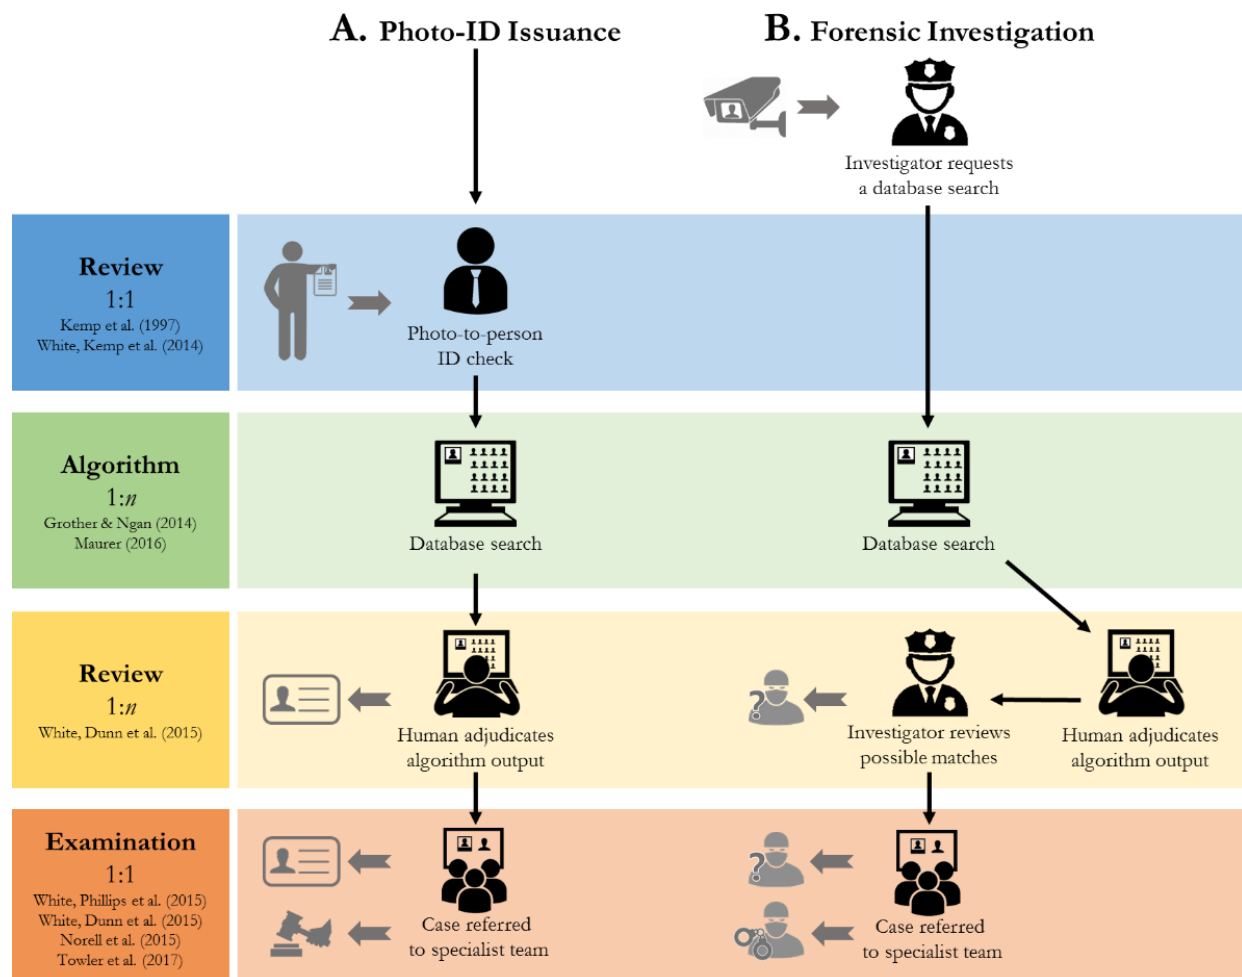 A. Photo-ID Issuance
B. Forensic Investigation
Investigator requests
a database search
Review
1:1
Kemp et al. (1997)
White, Kemp et al. (2014)
Photo-to-person
ID check
Algorithm
1:n
Grother & Ngan (2014)
Maurer (2016)
Database search
Database search
Review
1:n
White, Dunn et al. (2015)
Human adjudicates
algorithm output
?
Investigator reviews
possible matches
Human adjudicates
algorithm output
Examination
1:1
White, Phillips et al. (2015)
White, Dunn et al. (2015)
Norell et al. (2015)
Towler et al. (2017)
Case referred
to specialist team
?
Case referred
to specialist team